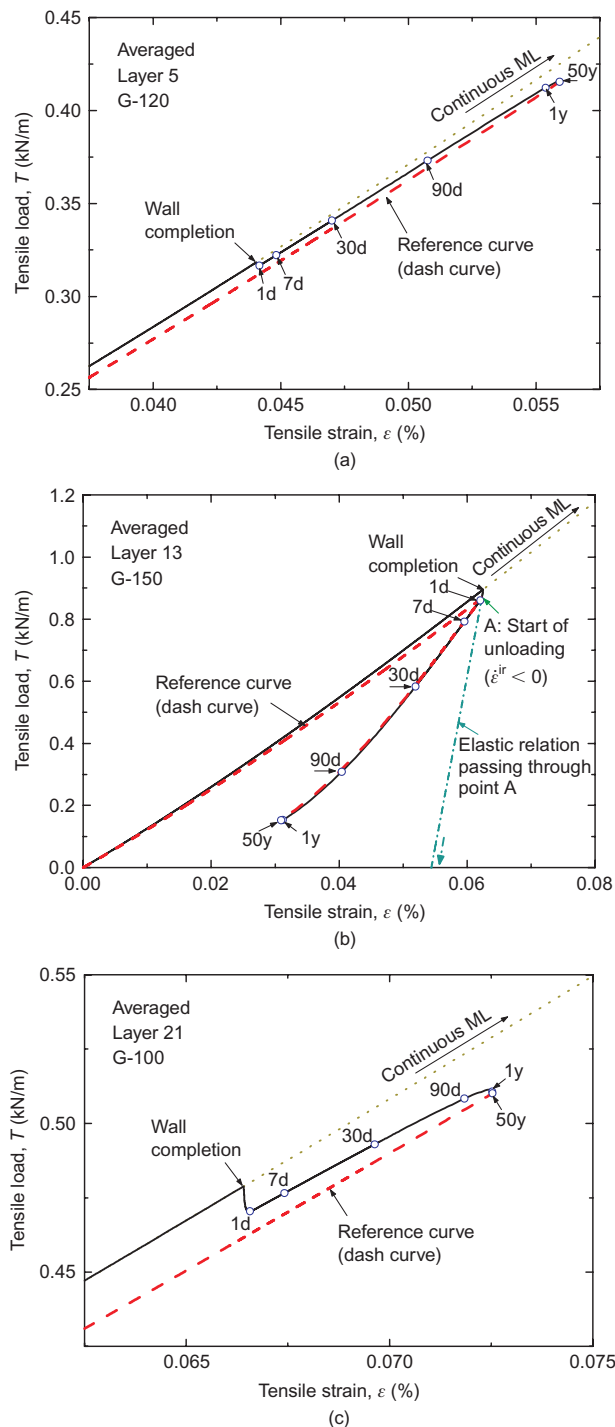 0.45
0.40
0.35
0.30
0.25
Tensile load, T (kN/m)
Averaged
Layer 5
G-120
Continuous ML
50y
1y
90d
Wall
completion
30d
7d
1d
Reference curve
(dash curve)
0.040
0.045
0.050
0.055
Tensile strain, ε (%)
(a)
1.2
1.0
0.8
0.6
0.4
0.2
0.0
Tensile load, T (kN/m)
Averaged
Layer 13
G-150
Continuous ML
Wall
completion
1d
7d
A: Start of
unloading
(ε̇ⁱʳ < 0)
30d
Reference curve
(dash curve)
Elastic relation
passing through
point A
90d
50y
1y
0.00
0.02
0.04
0.06
0.08
Tensile strain, ε (%)
(b)
0.55
0.50
0.45
Tensile load, T (kN/m)
Averaged
Layer 21
G-100
Continuous ML
1y
90d
50y
Wall
completion
30d
7d
1d
Reference curve
(dash curve)
0.065
0.070
0.075
Tensile strain, ε (%)
(c)